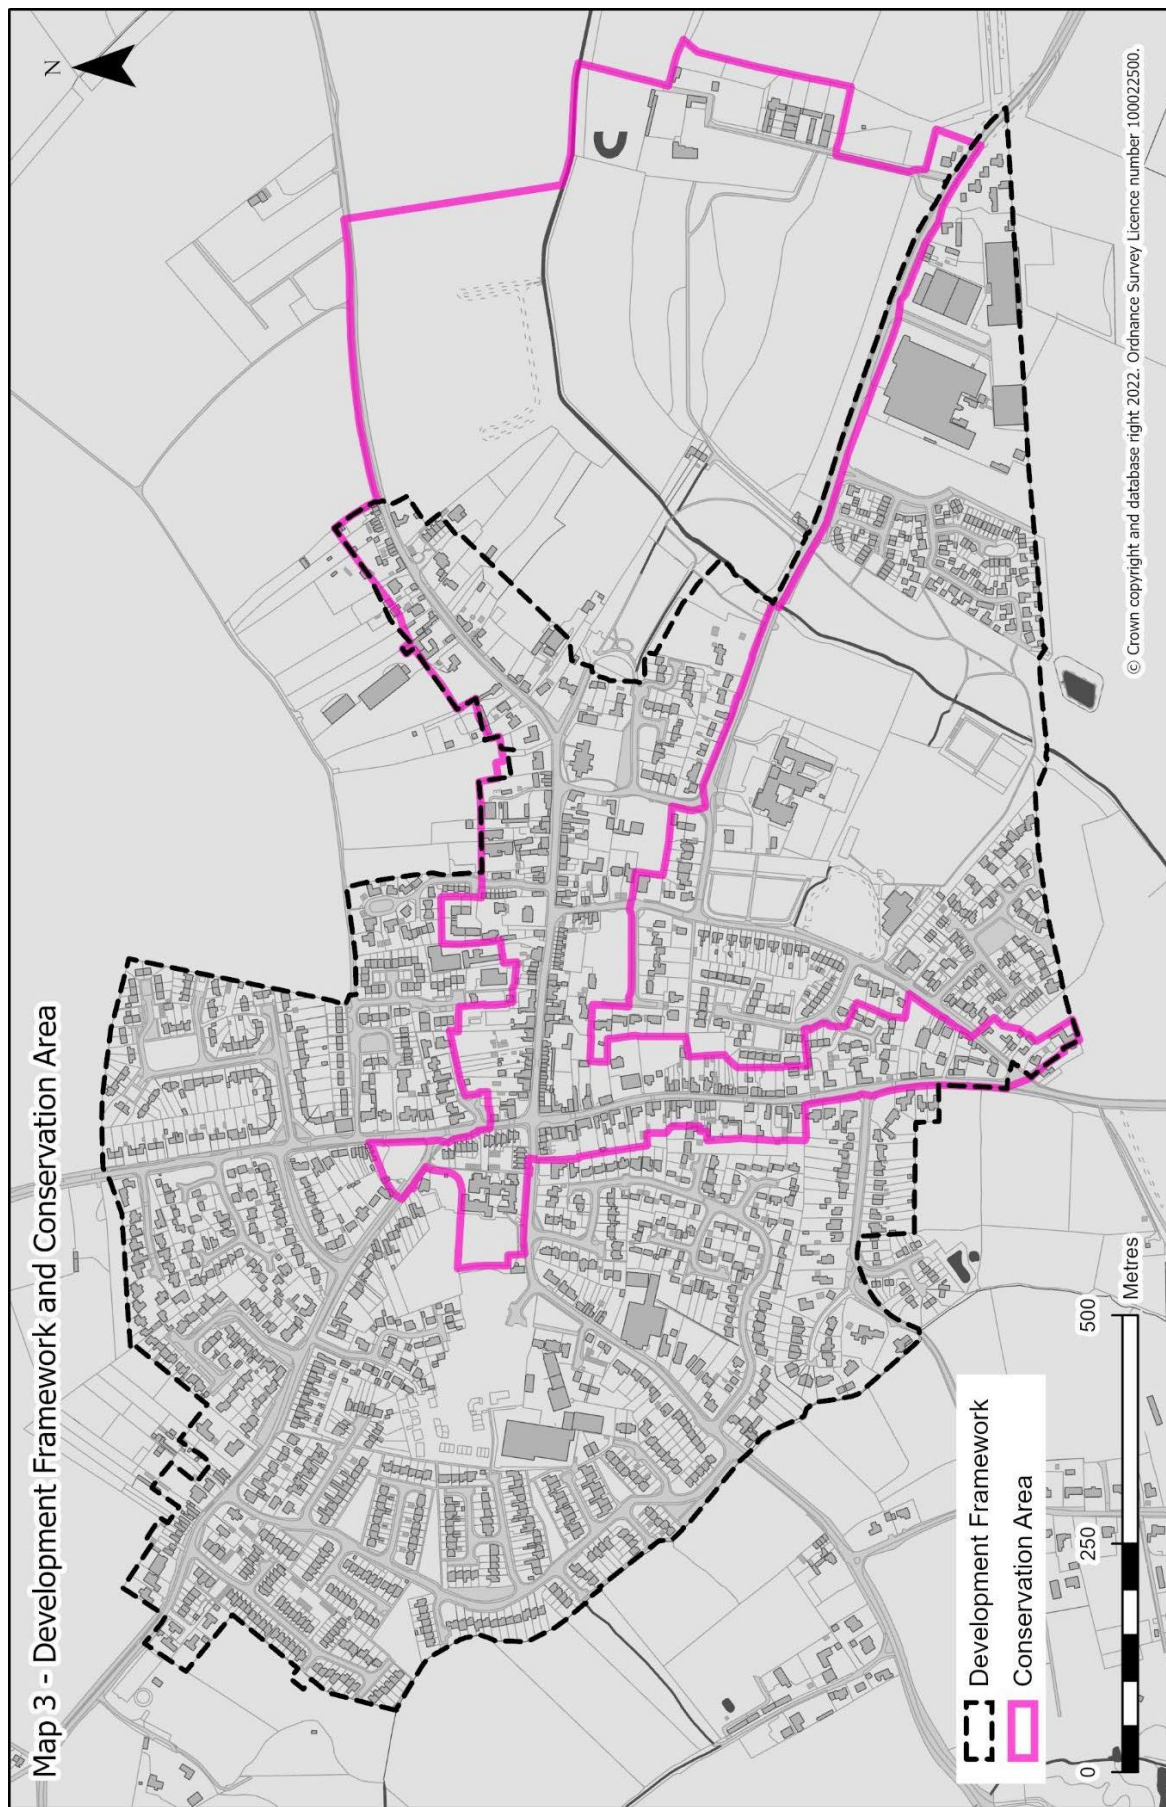 Map 3 - Development Framework and Conservation Area
N
Development Framework
Conservation Area
0 250 500
Metres
© Crown copyright and database right 2022. Ordnance Survey Licence number 100022500.